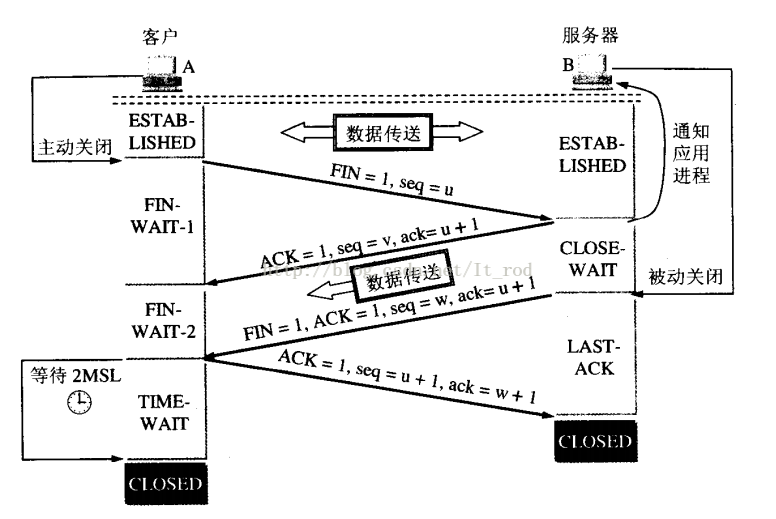 客户
服务器
A
B
ESTAB-
LISHED
数据传送
ESTAB-
LISHED
通知
应用
进程
主动关闭
FIN = 1, seq = u
FIN-
WAIT-1
ACK = 1, seq = v, ack= u + 1
CLOSE-
WAIT
http://blog.csdn.net/It_rod
数据传送
被动关闭
FIN-
WAIT-2
FIN = 1, ACK = 1, seq = w, ack= u + 1
LAST-
ACK
ACK = 1, seq = u + 1, ack = w + 1
等待 2MSL
TIME-
WAIT
CLOSED
CLOSED